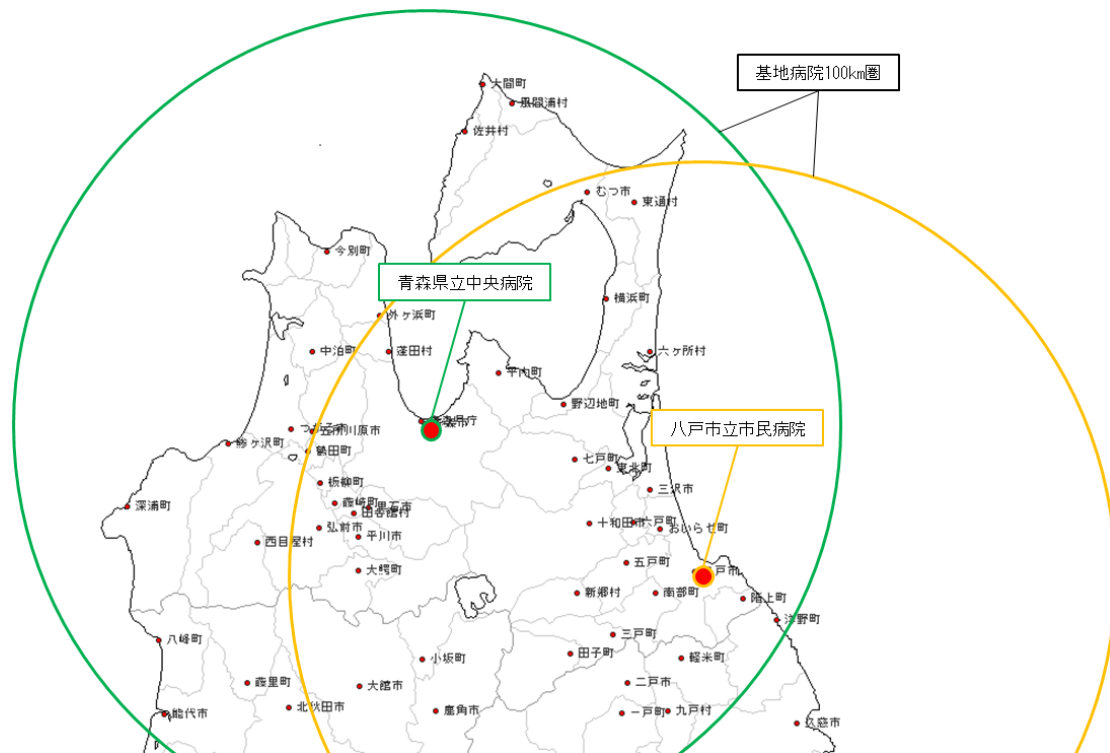 基地病院100km圏
大間町
風間浦村
佐井村
むつ市
東通村
今別町
青森県立中央病院
横浜町
外ヶ浜町
中泊町
蓬田村
六ヶ所村
平内町
野辺地町
八戸市立市民病院
五所川原市
鰺ヶ沢町
鶴田町
七戸町
東北町
板柳町
三沢市
深浦町
田舎館村
十和田市
六戸町
おいらせ町
弘前市
平川市
西目屋村
五戸町
大鰐町
新郷村
南部町
階上町
洋野町
八峰町
三戸町
小坂町
田子町
軽米町
藤里町
大館市
二戸市
能代市
北秋田市
鹿角市
一戸町
九戸村
久慈市